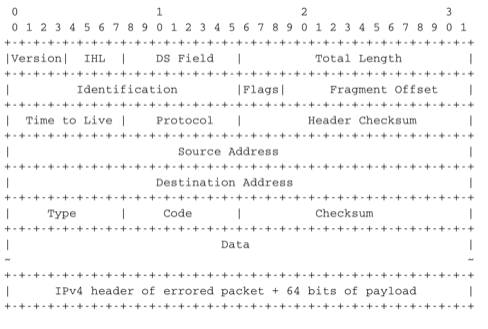 0                   1                   2                   3
0 1 2 3 4 5 6 7 8 9 0 1 2 3 4 5 6 7 8 9 0 1 2 3 4 5 6 7 8 9 0 1
+-+-+-+-+-+-+-+-+-+-+-+-+-+-+-+-+-+-+-+-+-+-+-+-+-+-+-+-+-+-+-+-+
|Version|  IHL  |    DS Field   |          Total Length         |
+-+-+-+-+-+-+-+-+-+-+-+-+-+-+-+-+-+-+-+-+-+-+-+-+-+-+-+-+-+-+-+-+
|         Identification        |Flags|      Fragment Offset    |
+-+-+-+-+-+-+-+-+-+-+-+-+-+-+-+-+-+-+-+-+-+-+-+-+-+-+-+-+-+-+-+-+
|  Time to Live |    Protocol   |         Header Checksum       |
+-+-+-+-+-+-+-+-+-+-+-+-+-+-+-+-+-+-+-+-+-+-+-+-+-+-+-+-+-+-+-+-+
|                       Source Address                          |
+-+-+-+-+-+-+-+-+-+-+-+-+-+-+-+-+-+-+-+-+-+-+-+-+-+-+-+-+-+-+-+-+
|                    Destination Address                        |
+-+-+-+-+-+-+-+-+-+-+-+-+-+-+-+-+-+-+-+-+-+-+-+-+-+-+-+-+-+-+-+-+
|     Type      |     Code      |          Checksum             |
+-+-+-+-+-+-+-+-+-+-+-+-+-+-+-+-+-+-+-+-+-+-+-+-+-+-+-+-+-+-+-+-+
|                             Data                              |
~                                                               ~
+-+-+-+-+-+-+-+-+-+-+-+-+-+-+-+-+-+-+-+-+-+-+-+-+-+-+-+-+-+-+-+-+
|      IPv4 header of errored packet + 64 bits of payload       |
+-+-+-+-+-+-+-+-+-+-+-+-+-+-+-+-+-+-+-+-+-+-+-+-+-+-+-+-+-+-+-+-+